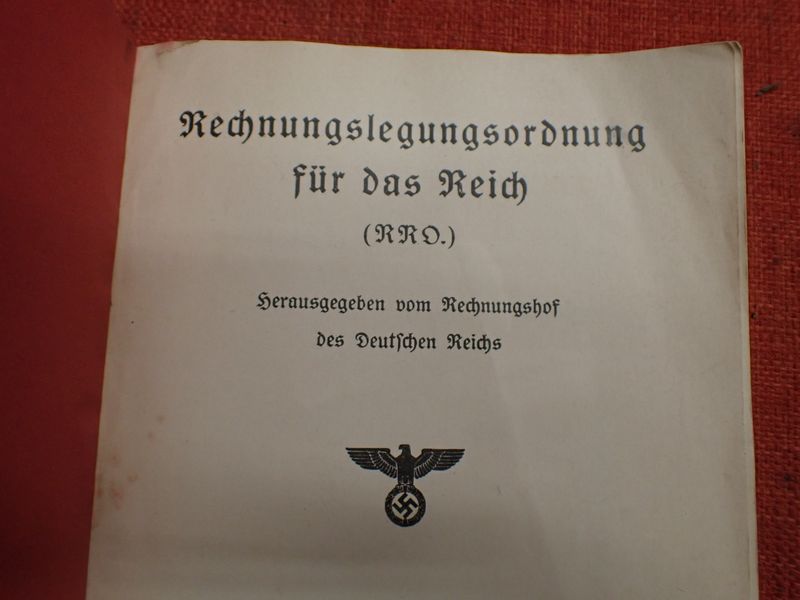 Rechnungslegungsordnung
für das Reich
(RRO.)
Herausgegeben vom Rechnungshof
des Deutschen Reichs